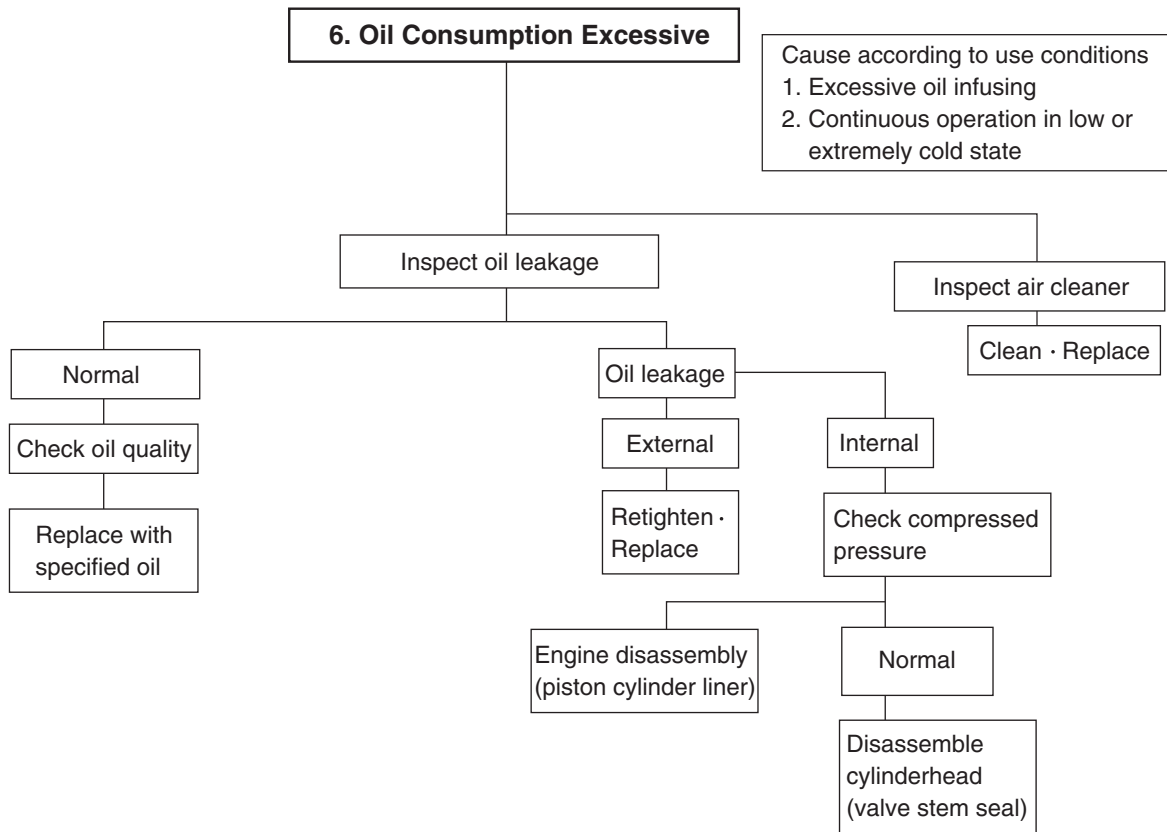 6. Oil Consumption Excessive
Cause according to use conditions
1. Excessive oil infusing
2. Continuous operation in low or
extremely cold state
Inspect oil leakage
Inspect air cleaner
Clean · Replace
Normal
Oil leakage
Check oil quality
External
Internal
Replace with
specified oil
Retighten ·
Replace
Check compressed
pressure
Engine disassembly
(piston cylinder liner)
Normal
Disassemble
cylinderhead
(valve stem seal)